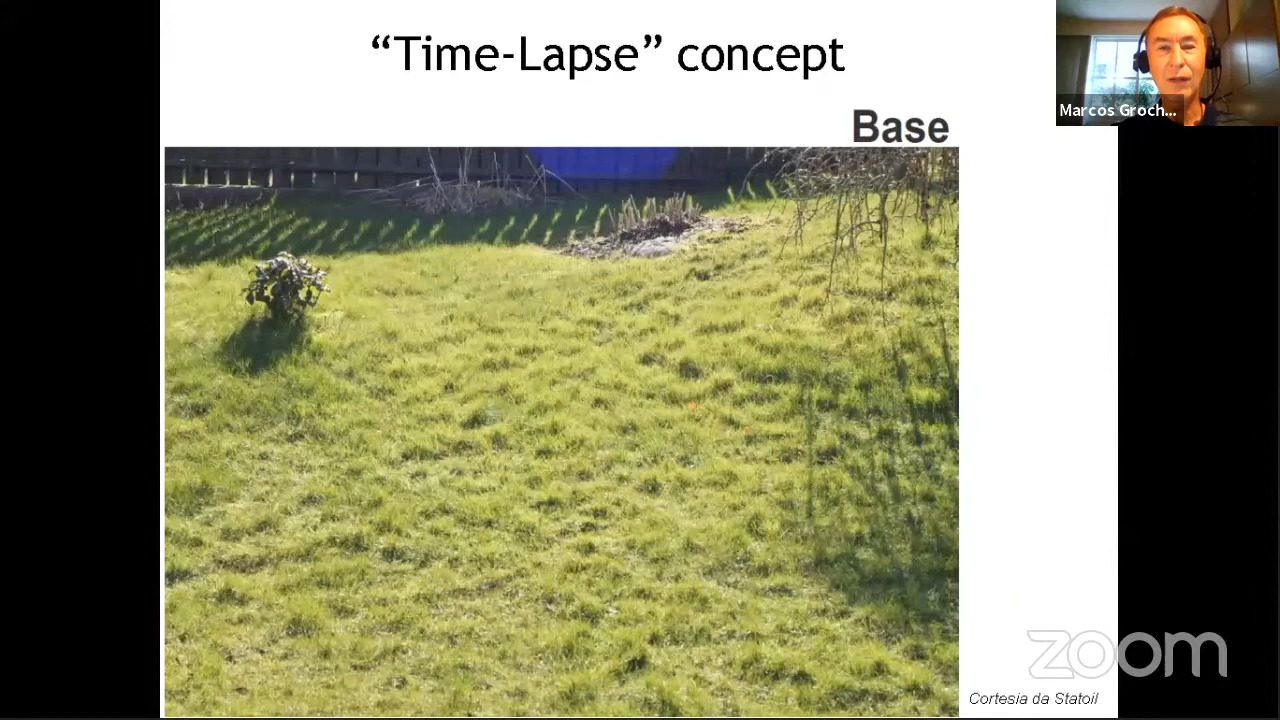 “Time-Lapse” concept
Marcos Groch...
Base
zoom
Cortesia da Statoil